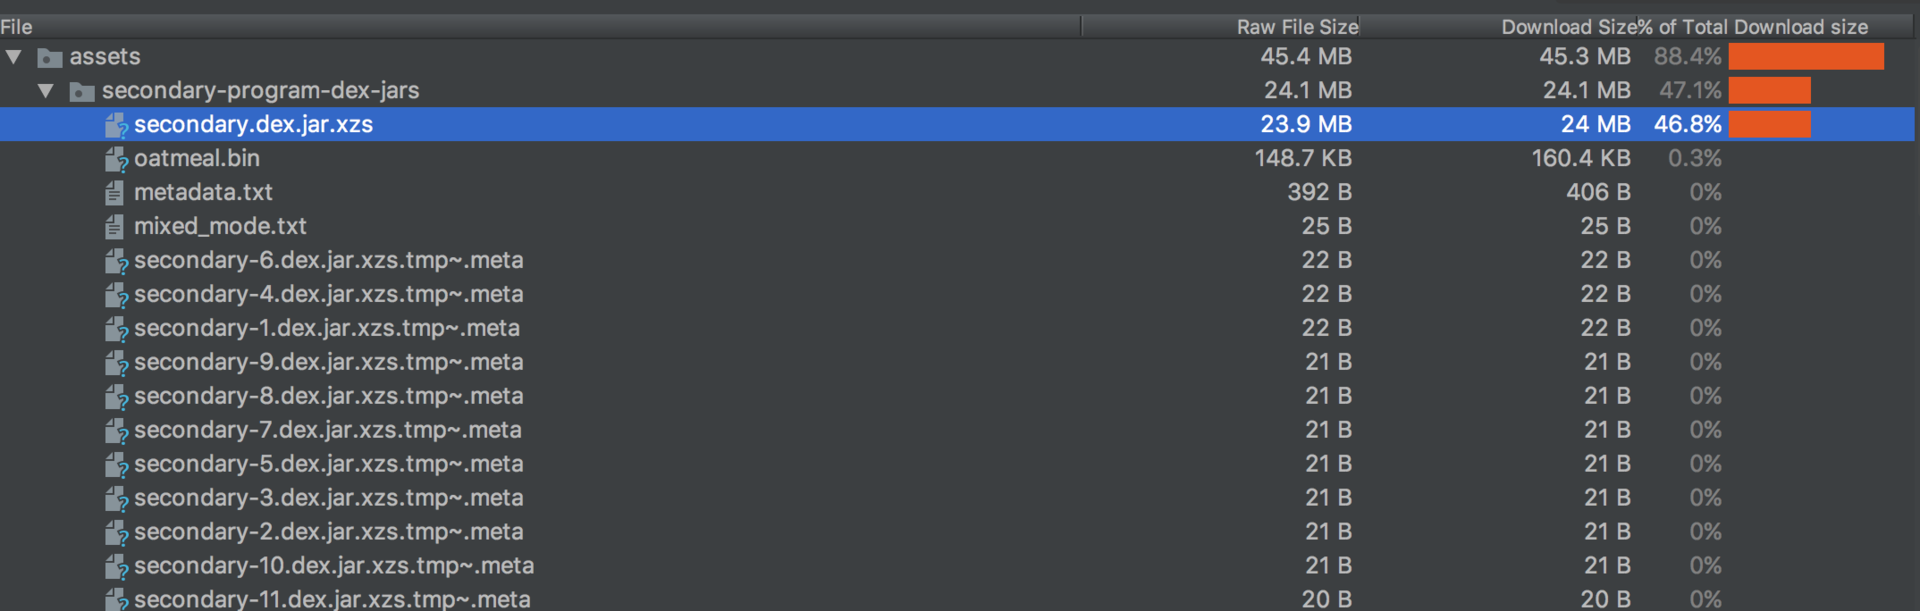 File Raw File Size Download Size % of Total Download size
assets 45.4 MB 45.3 MB 88.4%
secondary-program-dex-jars 24.1 MB 24.1 MB 47.1%
secondary.dex.jar.xzs 23.9 MB 24 MB 46.8%
oatmeal.bin 148.7 KB 160.4 KB 0.3%
metadata.txt 392 B 406 B 0%
mixed_mode.txt 25 B 25 B 0%
secondary-6.dex.jar.xzs.tmp~.meta 22 B 22 B 0%
secondary-4.dex.jar.xzs.tmp~.meta 22 B 22 B 0%
secondary-1.dex.jar.xzs.tmp~.meta 22 B 22 B 0%
secondary-9.dex.jar.xzs.tmp~.meta 21 B 21 B 0%
secondary-8.dex.jar.xzs.tmp~.meta 21 B 21 B 0%
secondary-7.dex.jar.xzs.tmp~.meta 21 B 21 B 0%
secondary-5.dex.jar.xzs.tmp~.meta 21 B 21 B 0%
secondary-3.dex.jar.xzs.tmp~.meta 21 B 21 B 0%
secondary-2.dex.jar.xzs.tmp~.meta 21 B 21 B 0%
secondary-10.dex.jar.xzs.tmp~.meta 21 B 21 B 0%
secondary-11.dex.jar.xzs.tmp~.meta 20 B 20 B 0%